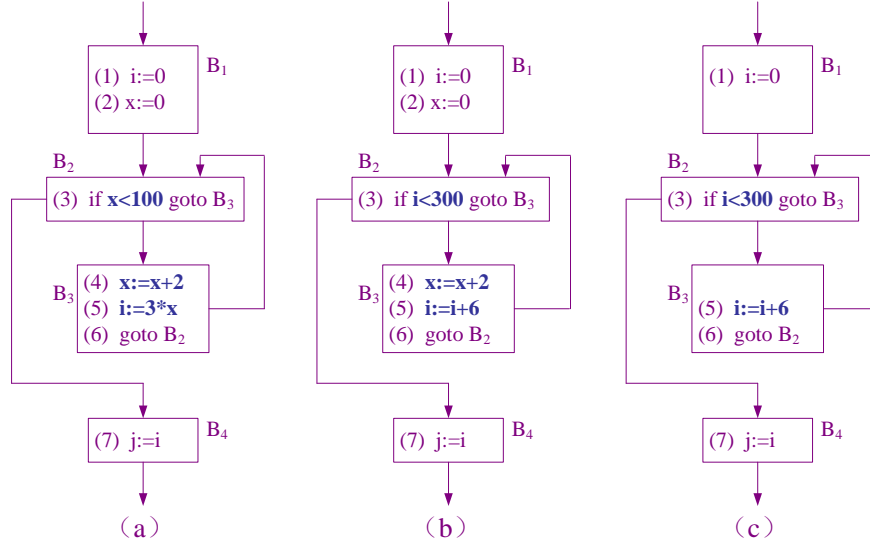 B₁
(1) i:=0
(2) x:=0
B₂
(3) if x<100 goto B₃
B₃
(4) x:=x+2
(5) i:=3*x
(6) goto B₂
B₄
(7) j:=i
（a）
B₁
(1) i:=0
(2) x:=0
B₂
(3) if i<300 goto B₃
B₃
(4) x:=x+2
(5) i:=i+6
(6) goto B₂
B₄
(7) j:=i
（b）
B₁
(1) i:=0
B₂
(3) if i<300 goto B₃
B₃
(5) i:=i+6
(6) goto B₂
B₄
(7) j:=i
（c）